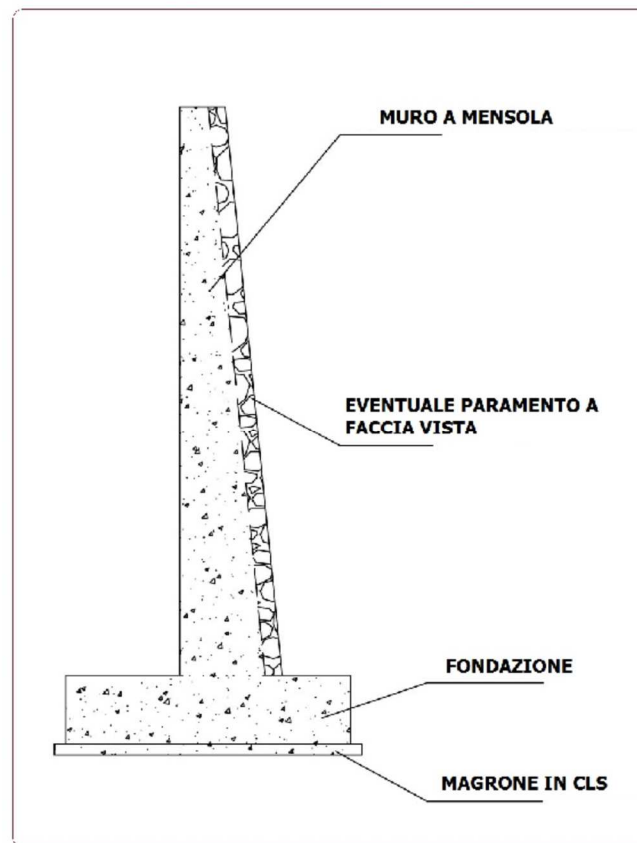 MURO A MENSOLA
EVENTUALE PARAMENTO A
FACCIA VISTA
FONDAZIONE
MAGRONE IN CLS